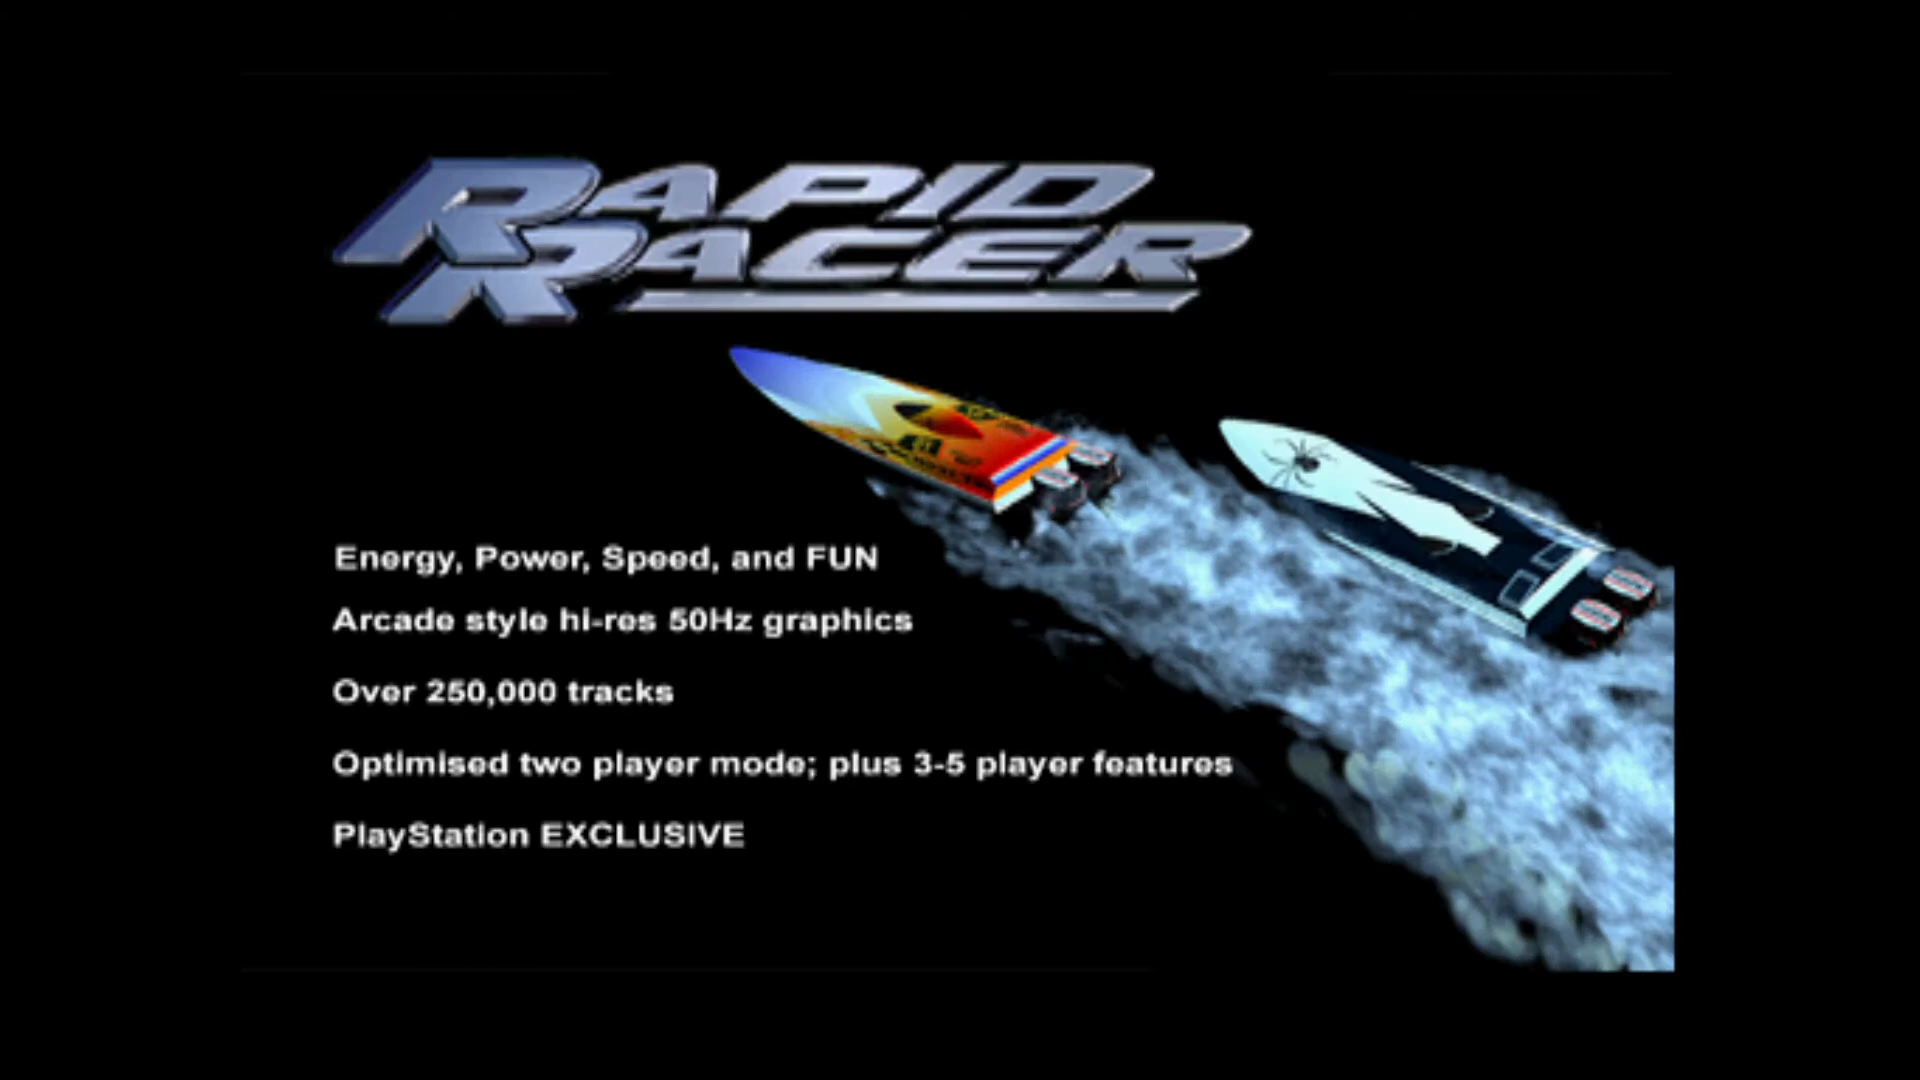 RAPID
RACER
Energy, Power, Speed, and FUN
Arcade style hi-res 50Hz graphics
Over 250,000 tracks
Optimised two player mode; plus 3-5 player features
PlayStation EXCLUSIVE